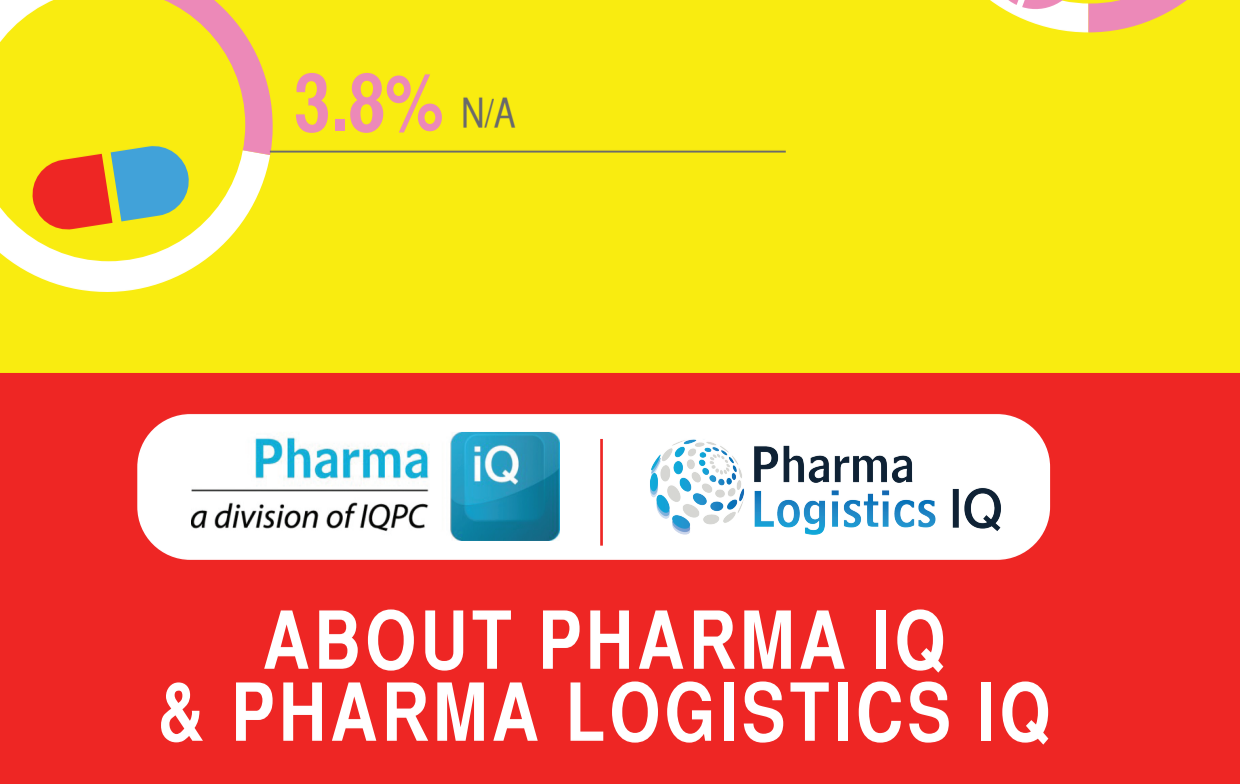 3.8% N/A
Pharma
a division of IQPC
iQ
Pharma
Logistics IQ
ABOUT PHARMA IQ
& PHARMA LOGISTICS IQ